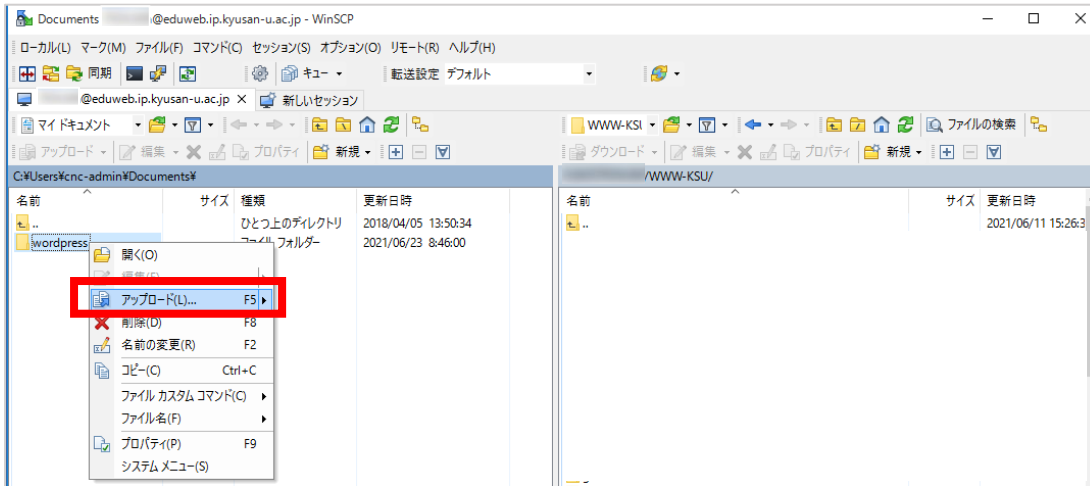 Documents @eduweb.ip.kyusan-u.ac.jp - WinSCP
ローカル(L) マーク(M) ファイル(F) コマンド(C) セッション(S) オプション(O) リモート(R) ヘルプ(H)
同期 キュー 転送設定 デフォルト
@eduweb.ip.kyusan-u.ac.jp × 新しいセッション
マイ ドキュメント
アップロード 編集 プロパティ 新規
C:¥Users¥cnc-admin¥Documents¥
名前 サイズ 種類 更新日時
.. ひとつ上のディレクトリ 2018/04/05 13:50:34
wordpress ファイル フォルダー 2021/06/23 8:46:00
開く(O)
編集(E)
アップロード(L)... F5
削除(D) F8
名前の変更(R) F2
コピー(C) Ctrl+C
ファイル カスタム コマンド(C)
ファイル名(F)
プロパティ(P) F9
システム メニュー(S)
WWW-KSU ファイルの検索
ダウンロード 編集 プロパティ 新規
/WWW-KSU/
名前 サイズ 更新日時
.. 2021/06/11 15:26:3